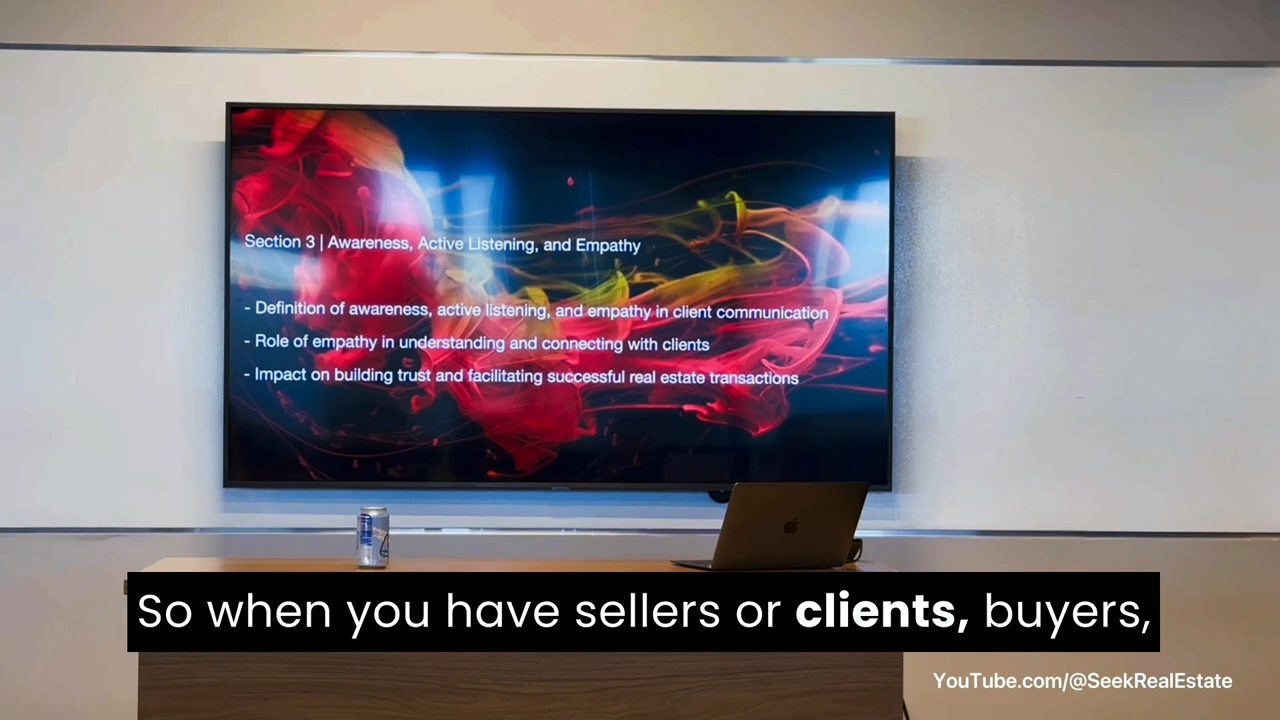 Section 3 | Awareness, Active Listening, and Empathy
- Definition of awareness, active listening, and empathy in client communication
- Role of empathy in understanding and connecting with clients
- Impact on building trust and facilitating successful real estate transactions
So when you have sellers or clients, buyers,
YouTube.com/@SeekRealEstate